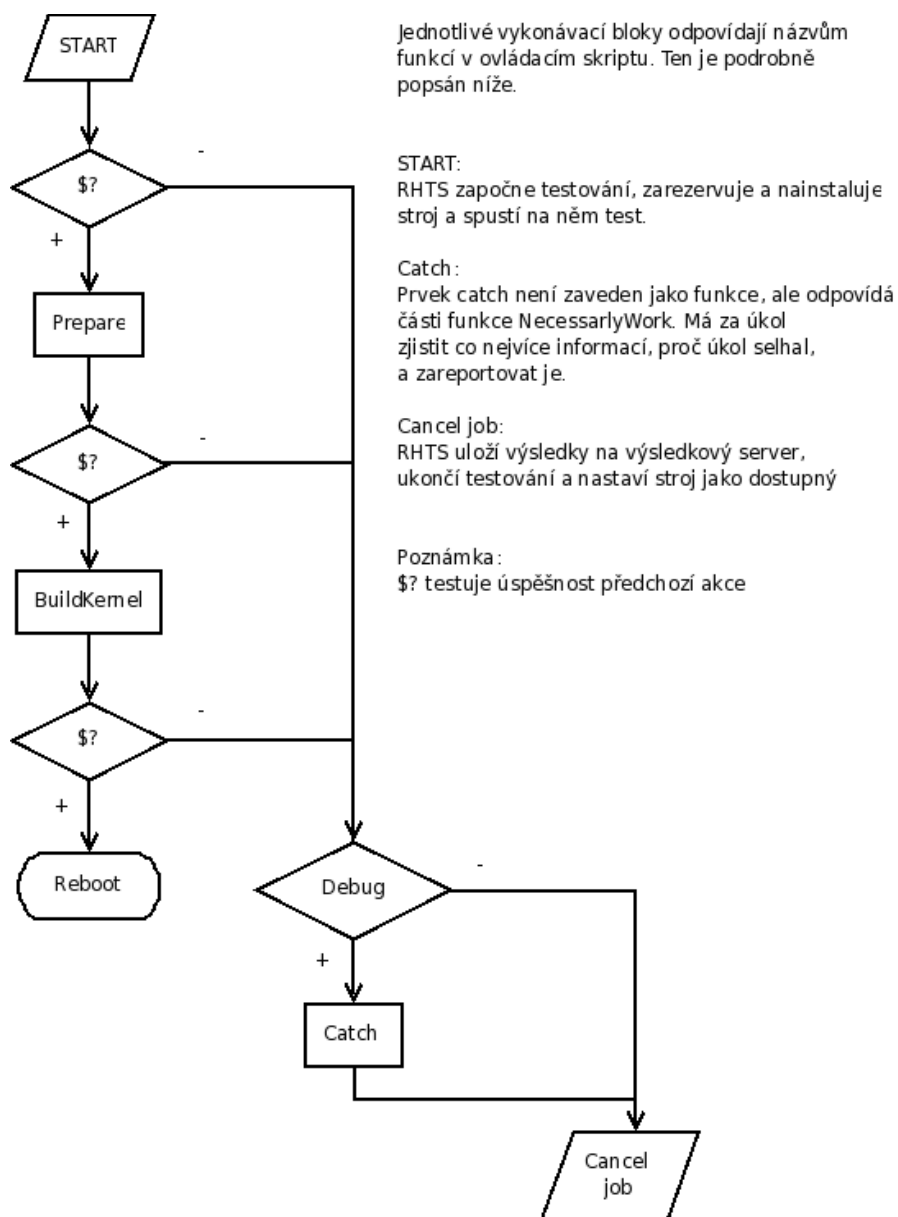 START
Jednotlivé vykonávací bloky odpovídají názvům
funkcí v ovládacím skriptu. Ten je podrobně
popsán níže.
-
$?
START:
RHTS započne testování, zarezervuje a nainstaluje
stroj a spustí na něm test.
+
Prepare
Catch:
Prvek catch není zaveden jako funkce, ale odpovídá
části funkce NecessarlyWork. Má za úkol
zjistit co nejvíce informací, proč úkol selhal,
a zareportovat je.
-
$?
Cancel job:
RHTS uloží výsledky na výsledkový server,
ukončí testování a nastaví stroj jako dostupný
+
BuildKernel
Poznámka:
$? testuje úspěšnost předchozí akce
-
$?
+
Reboot
Debug
-
+
Catch
Cancel
job